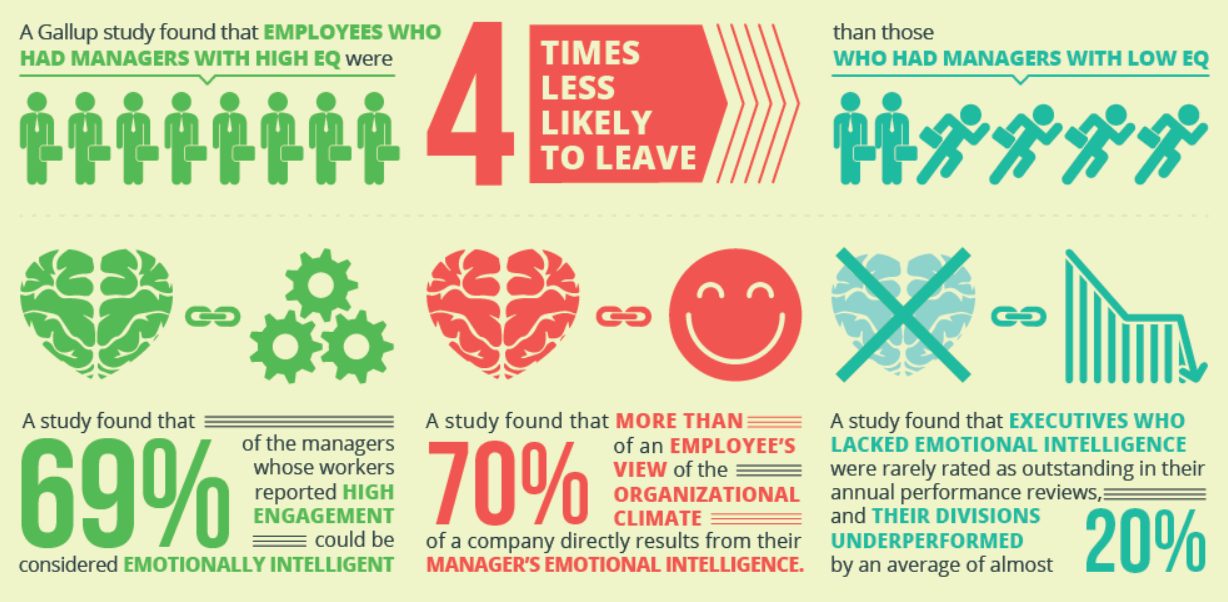 A Gallup study found that EMPLOYEES WHO
HAD MANAGERS WITH HIGH EQ were
4
TIMES
LESS
LIKELY
TO LEAVE
than those
WHO HAD MANAGERS WITH LOW EQ
A study found that
69%
of the managers
whose workers
reported HIGH
ENGAGEMENT
could be
considered EMOTIONALLY INTELLIGENT
A study found that MORE THAN
70%
of an EMPLOYEE'S
VIEW of the
ORGANIZATIONAL
CLIMATE
of a company directly results from their
MANAGER'S EMOTIONAL INTELLIGENCE.
A study found that EXECUTIVES WHO
LACKED EMOTIONAL INTELLIGENCE
were rarely rated as outstanding in their
annual performance reviews,
and THEIR DIVISIONS
UNDERPERFORMED
by an average of almost
20%